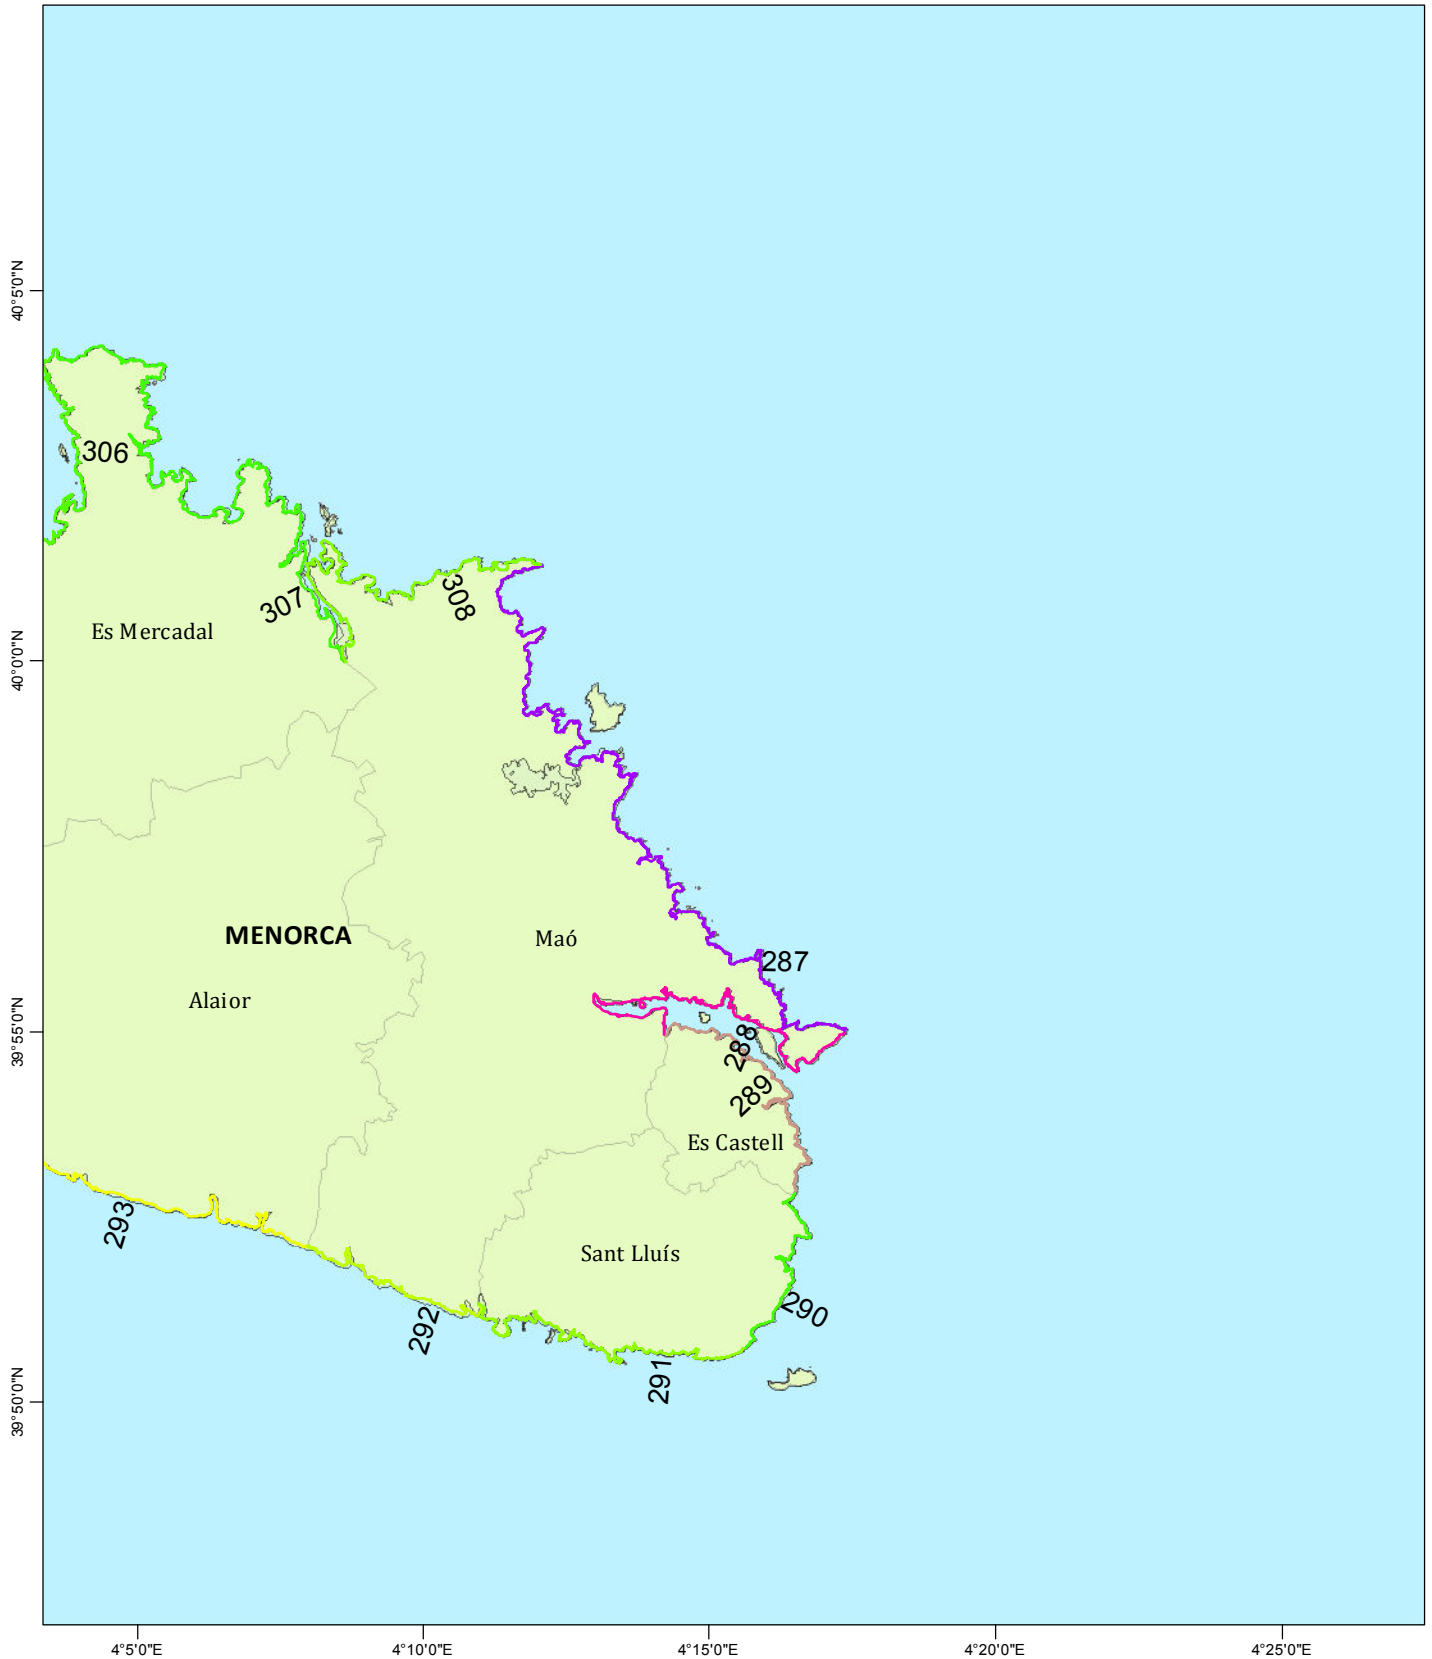 40°5'0"N
306
307
308
Es Mercadal
40°0'0"N
MENORCA
Maó
287
Alaior
39°55'0"N
288
289
Es Castell
293
Sant Lluís
290
292
291
39°50'0"N
4°5'0"E
4°10'0"E
4°15'0"E
4°20'0"E
4°25'0"E